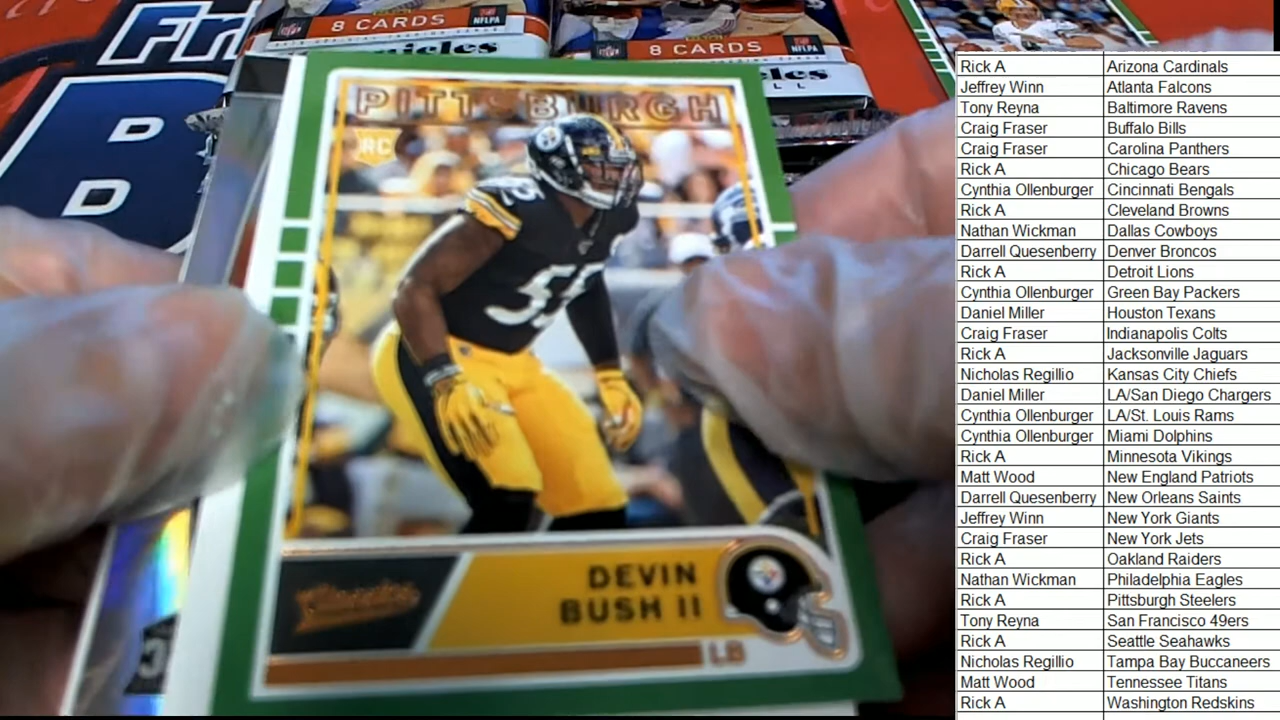 Fri
8 CARDS
NFLPA
8 CARDS
NFLPA
PITTSBURGH
RC
55
DEVIN
BUSH II
LB
Classics
Rick A Arizona Cardinals
Jeffrey Winn Atlanta Falcons
Tony Reyna Baltimore Ravens
Craig Fraser Buffalo Bills
Craig Fraser Carolina Panthers
Rick A Chicago Bears
Cynthia Ollenburger Cincinnati Bengals
Rick A Cleveland Browns
Nathan Wickman Dallas Cowboys
Darrell Quesenberry Denver Broncos
Rick A Detroit Lions
Cynthia Ollenburger Green Bay Packers
Daniel Miller Houston Texans
Craig Fraser Indianapolis Colts
Rick A Jacksonville Jaguars
Nicholas Regillio Kansas City Chiefs
Daniel Miller LA/San Diego Chargers
Cynthia Ollenburger LA/St. Louis Rams
Cynthia Ollenburger Miami Dolphins
Rick A Minnesota Vikings
Matt Wood New England Patriots
Darrell Quesenberry New Orleans Saints
Jeffrey Winn New York Giants
Craig Fraser New York Jets
Rick A Oakland Raiders
Nathan Wickman Philadelphia Eagles
Rick A Pittsburgh Steelers
Tony Reyna San Francisco 49ers
Rick A Seattle Seahawks
Nicholas Regillio Tampa Bay Buccaneers
Matt Wood Tennessee Titans
Rick A Washington Redskins